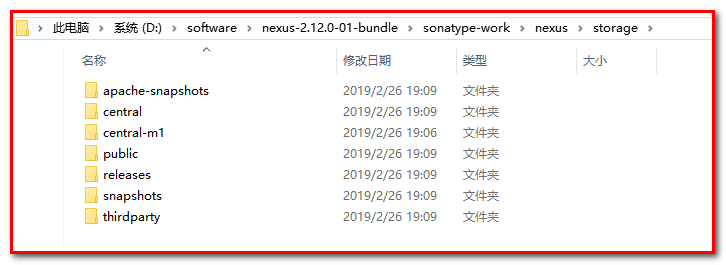 此电脑 > 系统 (D:) > software > nexus-2.12.0-01-bundle > sonatype-work > nexus > storage >
名称 修改日期 类型 大小
apache-snapshots 2019/2/26 19:09 文件夹
central 2019/2/26 19:09 文件夹
central-m1 2019/2/26 19:06 文件夹
public 2019/2/26 19:09 文件夹
releases 2019/2/26 19:09 文件夹
snapshots 2019/2/26 19:09 文件夹
thirdparty 2019/2/26 19:09 文件夹